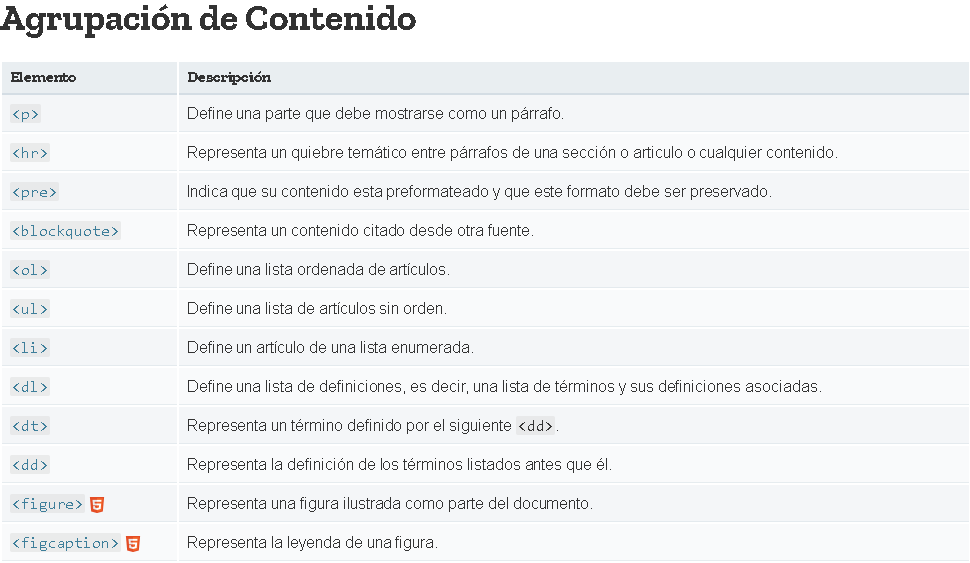 Agrupación de Contenido
Elemento Descripción
<p> Define una parte que debe mostrarse como un párrafo.
<hr> Representa un quiebre temático entre párrafos de una sección o articulo o cualquier contenido.
<pre> Indica que su contenido esta preformateado y que este formato debe ser preservado.
<blockquote> Representa un contenido citado desde otra fuente.
<ol> Define una lista ordenada de artículos.
<ul> Define una lista de artículos sin orden.
<li> Define un artículo de una lista enumerada.
<dl> Define una lista de definiciones, es decir, una lista de términos y sus definiciones asociadas.
<dt> Representa un término definido por el siguiente <dd>.
<dd> Representa la definición de los términos listados antes que él.
<figure> 5 Representa una figura ilustrada como parte del documento.
<figcaption> 5 Representa la leyenda de una figura.